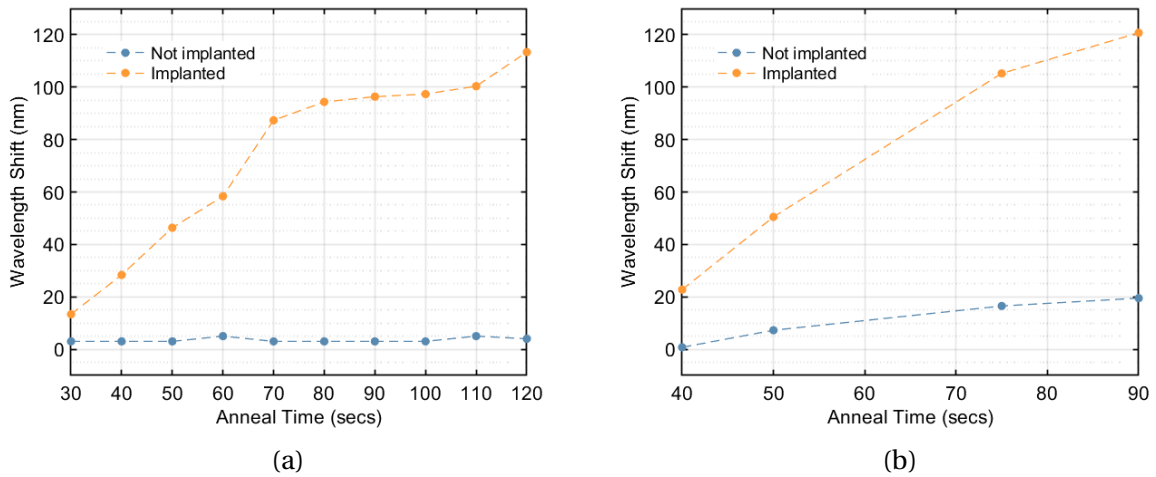 120
100
80
60
40
20
0
Wavelength Shift (nm)
Not implanted
Implanted
30 40 50 60 70 80 90 100 110 120
Anneal Time (secs)
(a)
120
100
80
60
40
20
0
Wavelength Shift (nm)
Not implanted
Implanted
40 50 60 70 80 90
Anneal Time (secs)
(b)